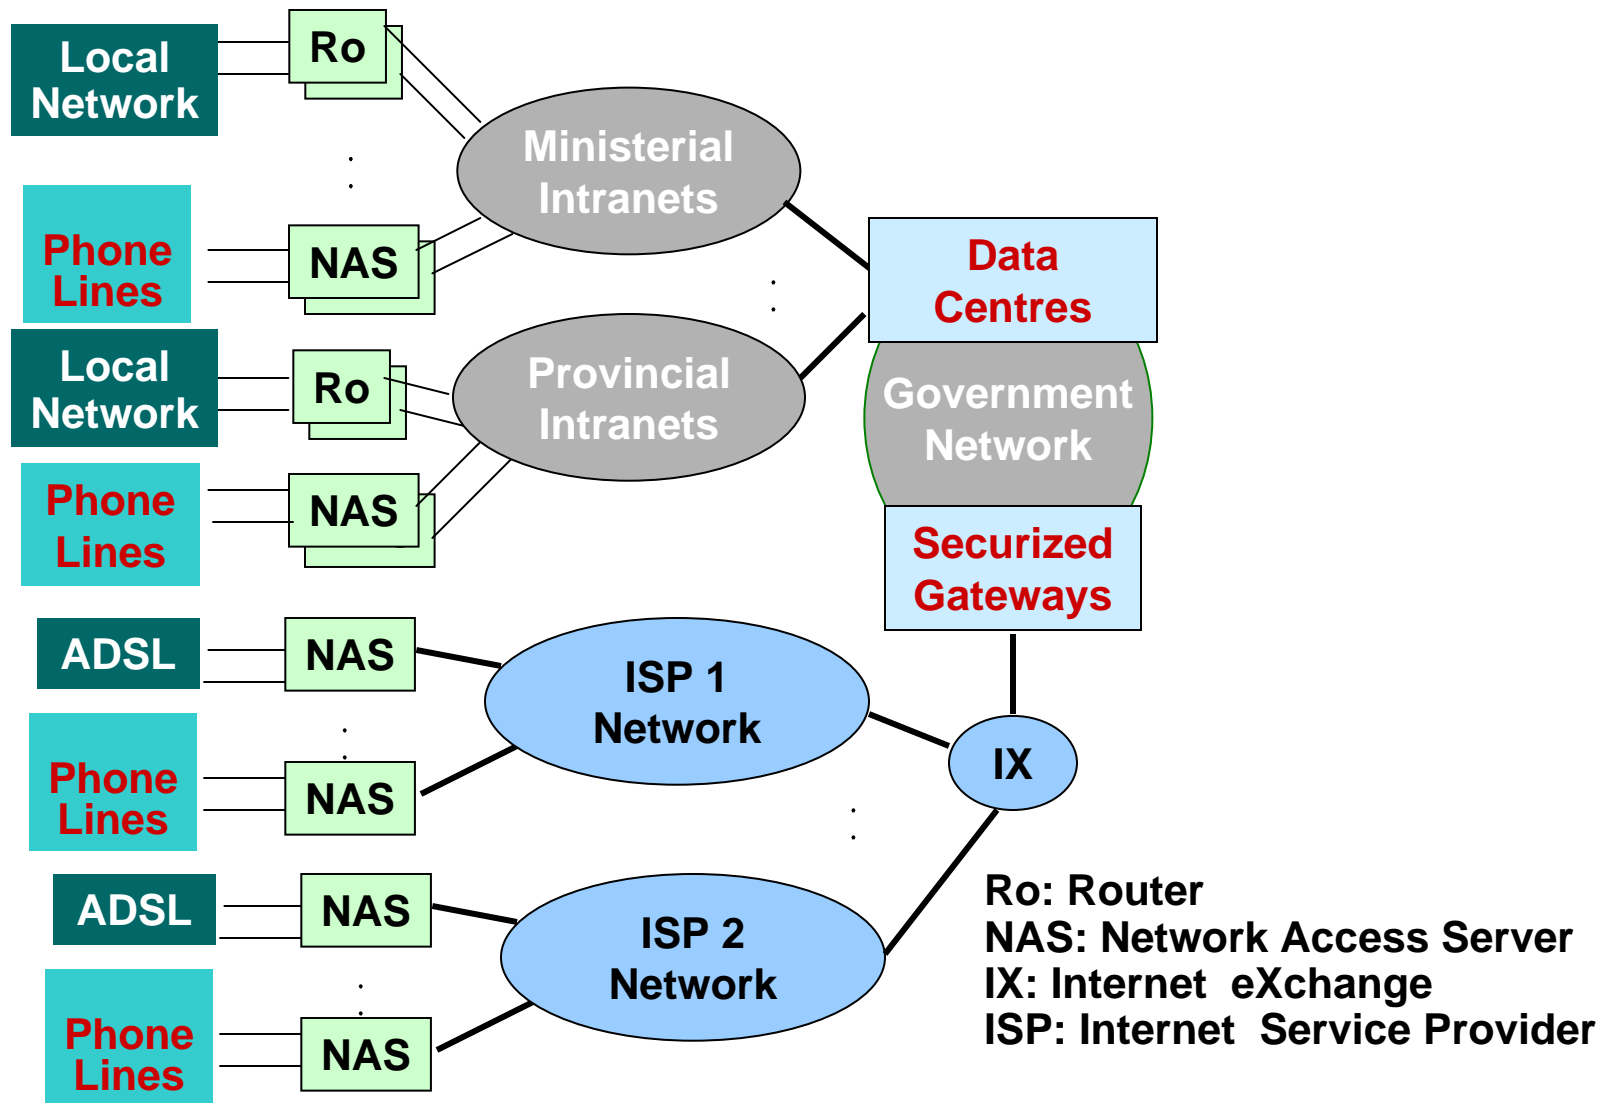 Local
Network
Ro
Ministerial
Intranets
Phone
Lines
NAS
Data
Centres
Local
Network
Ro
Provincial
Intranets
Government
Network
Phone
Lines
NAS
Securized
Gateways
ADSL
NAS
ISP 1
Network
IX
Phone
Lines
NAS
ADSL
NAS
ISP 2
Network
Phone
Lines
NAS
Ro: Router
NAS: Network Access Server
IX: Internet  eXchange
ISP: Internet  Service Provider